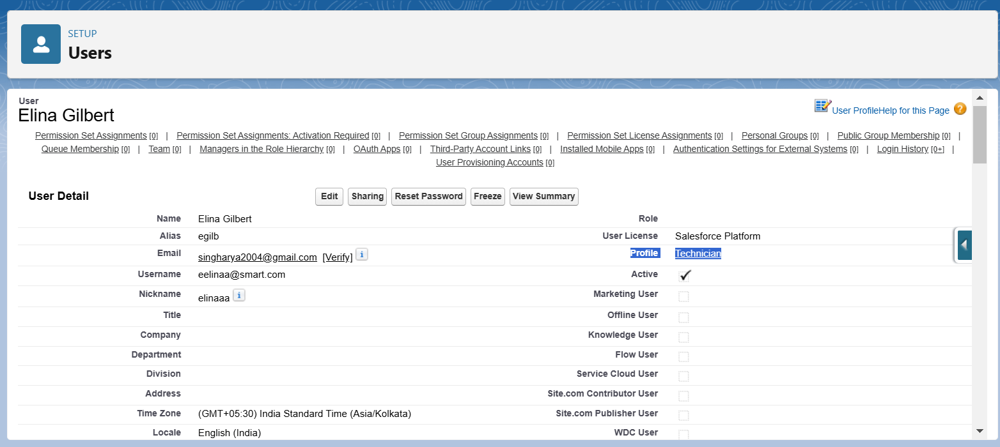 SETUP
Users
User
Elina Gilbert
User Profile Help for this Page ?
Permission Set Assignments [0] | Permission Set Assignments: Activation Required [0] | Permission Set Group Assignments [0] | Permission Set License Assignments [0] | Personal Groups [0] | Public Group Membership [0] |
Queue Membership [0] | Team [0] | Managers in the Role Hierarchy [0] | OAuth Apps [0] | Third-Party Account Links [0] | Installed Mobile Apps [0] | Authentication Settings for External Systems [0] | Login History [0+] |
User Provisioning Accounts [0]
User Detail
Edit Sharing Reset Password Freeze View Summary
Name Elina Gilbert Role
Alias egilb User License Salesforce Platform
Email singharya2004@gmail.com [Verify] i Profile Technician
Username eelinaa@smart.com Active
Nickname elinaaa i Marketing User
Title Offline User
Company Knowledge User
Department Flow User
Division Service Cloud User
Address Site.com Contributor User
Time Zone (GMT+05:30) India Standard Time (Asia/Kolkata) Site.com Publisher User
Locale English (India) WDC User